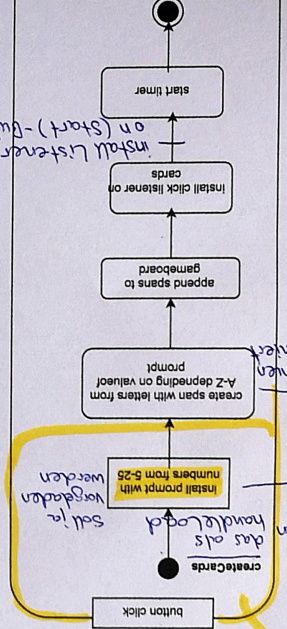 button click
createCards
das als
handleLoad
install prompt with
numbers from 5-25
soll ja
vorgeladen
werden
create span with letters from
A-Z depneding on valueof
prompt
append spans to
gameboard
install click listener on
cards
install Listener
on (Start)-Bu
start timer